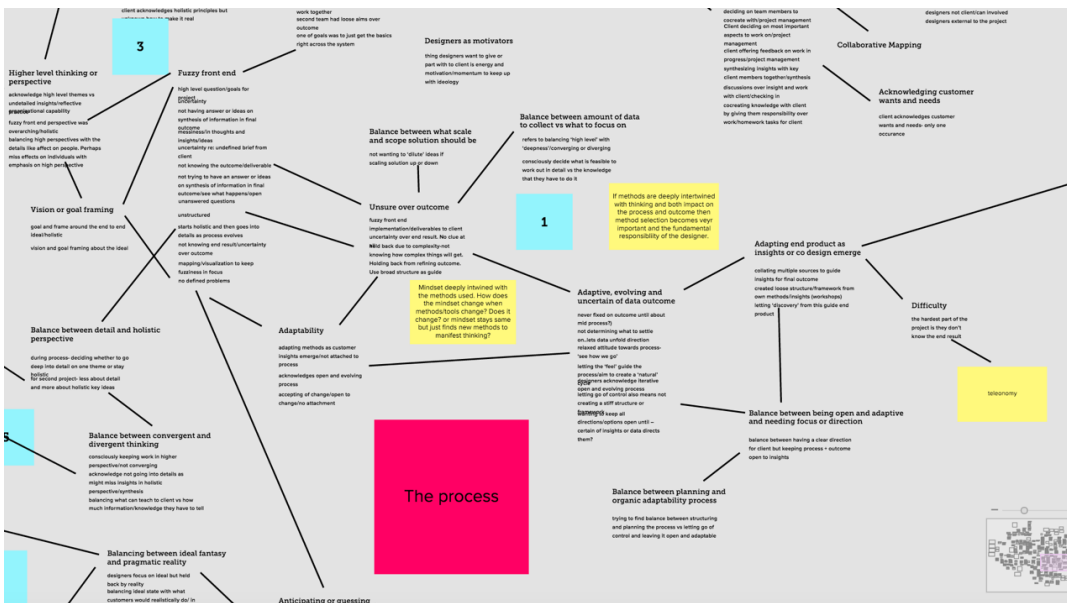 client acknowledges holistic principles but
3
Higher level thinking or
perspective
acknowledge high level themes vs
undetailed insights/reflective
fuzzy front end perspective was
overarching/holistic
balancing high perspectives with the
details like affect on people. Perhaps
miss effects on individuals with
emphasis on high perspective
Fuzzy front end
high level question/goals for
project
uncertainty
not having answer or ideas on
synthesis of information in final
outcome
messiness/in thoughts and
insights/ideas
uncertainty re: undefined brief from
client
not knowing the outcome/deliverable
not trying to have an answer or ideas
on synthesis of information in final
outcome/see what happens/open
unanswered questions
unstructured
starts holistic and then goes into
details as process evolves
not knowing end result/uncertainty
over outcome
mapping/visualization to keep
fuzziness in focus
no defined problems
work together
second team had loose aims over
outcome
one of goals was to just get the basics
right across the system
Designers as motivators
thing designers want to give or
part with to client is energy and
motivation/momentum to keep up
with ideology
Between what scale
and scope solution should be
not wanting to 'dilute' ideas if
scaling solution up or down
Between amount of data
to collect vs what to focus on
refers to balancing 'high level' with
'deepness'/converging or diverging
consciously decide what is feasible to
work out in detail vs the knowledge
that they have to do it
Unsure over outcome
fuzzy front end
implementation/deliverables to client
uncertainty over end result. No clue at
back due to complexity-not
knowing how complex things will get.
Holding back from refining outcome.
Use broad structure as guide
1
If methods are deeply intertwined
with thinking and both impact on
the process and outcome then
method selection becomes veyr
important and the fundamental
responsibility of the designer.
Mindset deeply intwined with
the methods used. How does
the mindset change when
methods/tools change? Does it
change? or mindset stays same
but just finds new methods to
manifest thinking?
deciding on team members to
cocreate with/project management
Client deciding on most important
aspects to work on/project
management
client offering feedback on work in
progress/project management
synthesizing insights with key
client members together/synthesis
discussions over insight and work
with client/checking in
cocreating knowledge with client
by giving them responsibility over
work/homework tasks for client
designers not client/can involved
designers external to the project
Collaborative Mapping
Acknowledging customer
wants and needs
client acknowledges customer
wants and needs- only one
occurance
Vision or goal framing
goal and frame around the end to end
ideal/holistic
vision and goal framing about the ideal
Balance between detail and holistic
perspective
during process- deciding whether to go
deep into detail on one theme or stay
holistic
for second project- less about detail
and more about holistic key ideas
Adaptability
adapting methods as customer
insights emerge/not attached to
process
acknowledges open and evolving
process
accepting of change/open to
change/no attachment
Adaptive, evolving and
uncertain of data outcome
never fixed on outcome until about
mid process?)
not determining what to settle
on..lets data unfold direction
relaxed attitude towards process-
'see how we go'
letting the 'feel' guide the
process/aim to create a 'natural'
designers acknowledge iterative
open and evolving process
letting go of control also means not
creating a stiff structure or
framework
wanting to keep all
directions/options open until –
certain of insights or data directs
them?
Adapting end product as
insights or co design emerge
collating multiple sources to guide
insights for final outcome
created loose structure/framework from
own methods/insights (workshops)
letting 'discovery' from this guide end
product
Difficulty
the hardest part of the
project is they don't
know the end result
teleonomy
Balance between being open and adaptive
and needing focus or direction
balance between having a clear direction
for client but keeping process + outcome
open to insights
Balance between planning and
organic adaptability process
trying to find balance between structuring
and planning the process vs letting go of
control and leaving it open and adaptable
Balance between convergent and
divergent thinking
consciously keeping work in higher
perspective/not converging
acknowledge not going into details as
might miss insights in holistic
perspective/synthesis
balancing what can teach to client vs how
much information/knowledge they have to tell
5
The process
Balancing between ideal fantasy
and pragmatic reality
designers focus on ideal but held
back by reality
balancing ideal state with what
customers would realistically do/ in
Anticipating or guessing